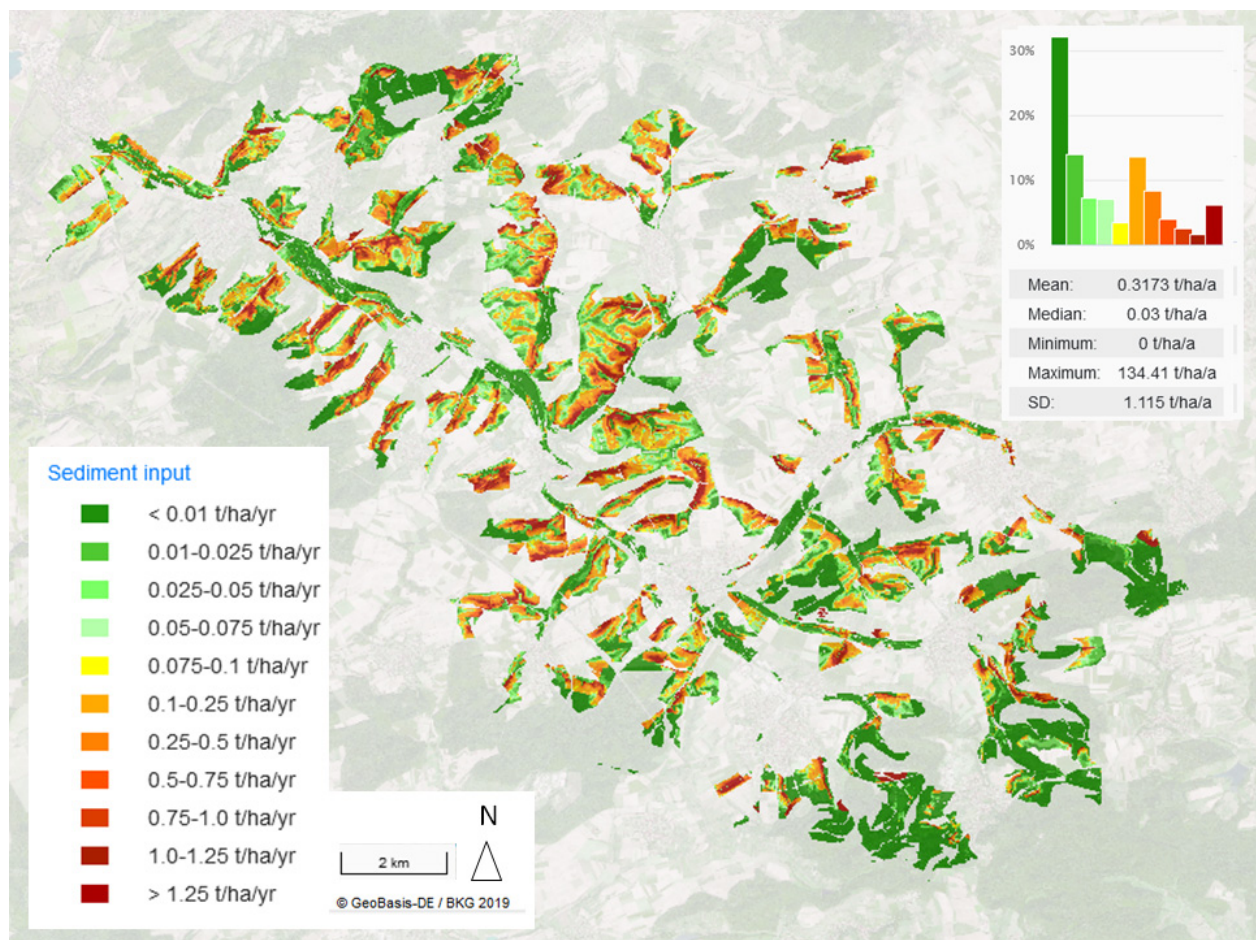 30%
20%
10%
0%
Mean: 0.3173 t/ha/a
Median: 0.03 t/ha/a
Minimum: 0 t/ha/a
Maximum: 134.41 t/ha/a
SD: 1.115 t/ha/a
Sediment input
< 0.01 t/ha/yr
0.01-0.025 t/ha/yr
0.025-0.05 t/ha/yr
0.05-0.075 t/ha/yr
0.075-0.1 t/ha/yr
0.1-0.25 t/ha/yr
0.25-0.5 t/ha/yr
0.5-0.75 t/ha/yr
0.75-1.0 t/ha/yr
1.0-1.25 t/ha/yr
> 1.25 t/ha/yr
N
2 km
© GeoBasis-DE / BKG 2019